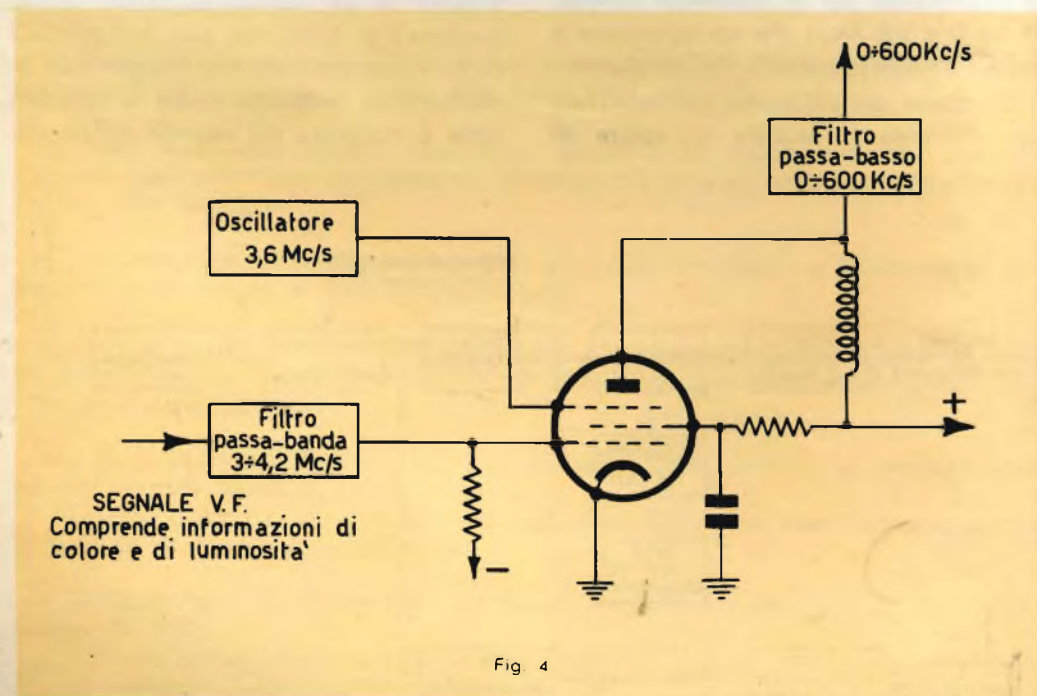 0÷600Kc/s
Filtro
passa-basso
0÷600 Kc/s
Oscillatore
3,6 Mc/s
+
Filtro
passa-banda
3÷4,2 Mc/s
SEGNALE V.F.
Comprende informazioni di
colore e di luminosita'
−
Fig. 4